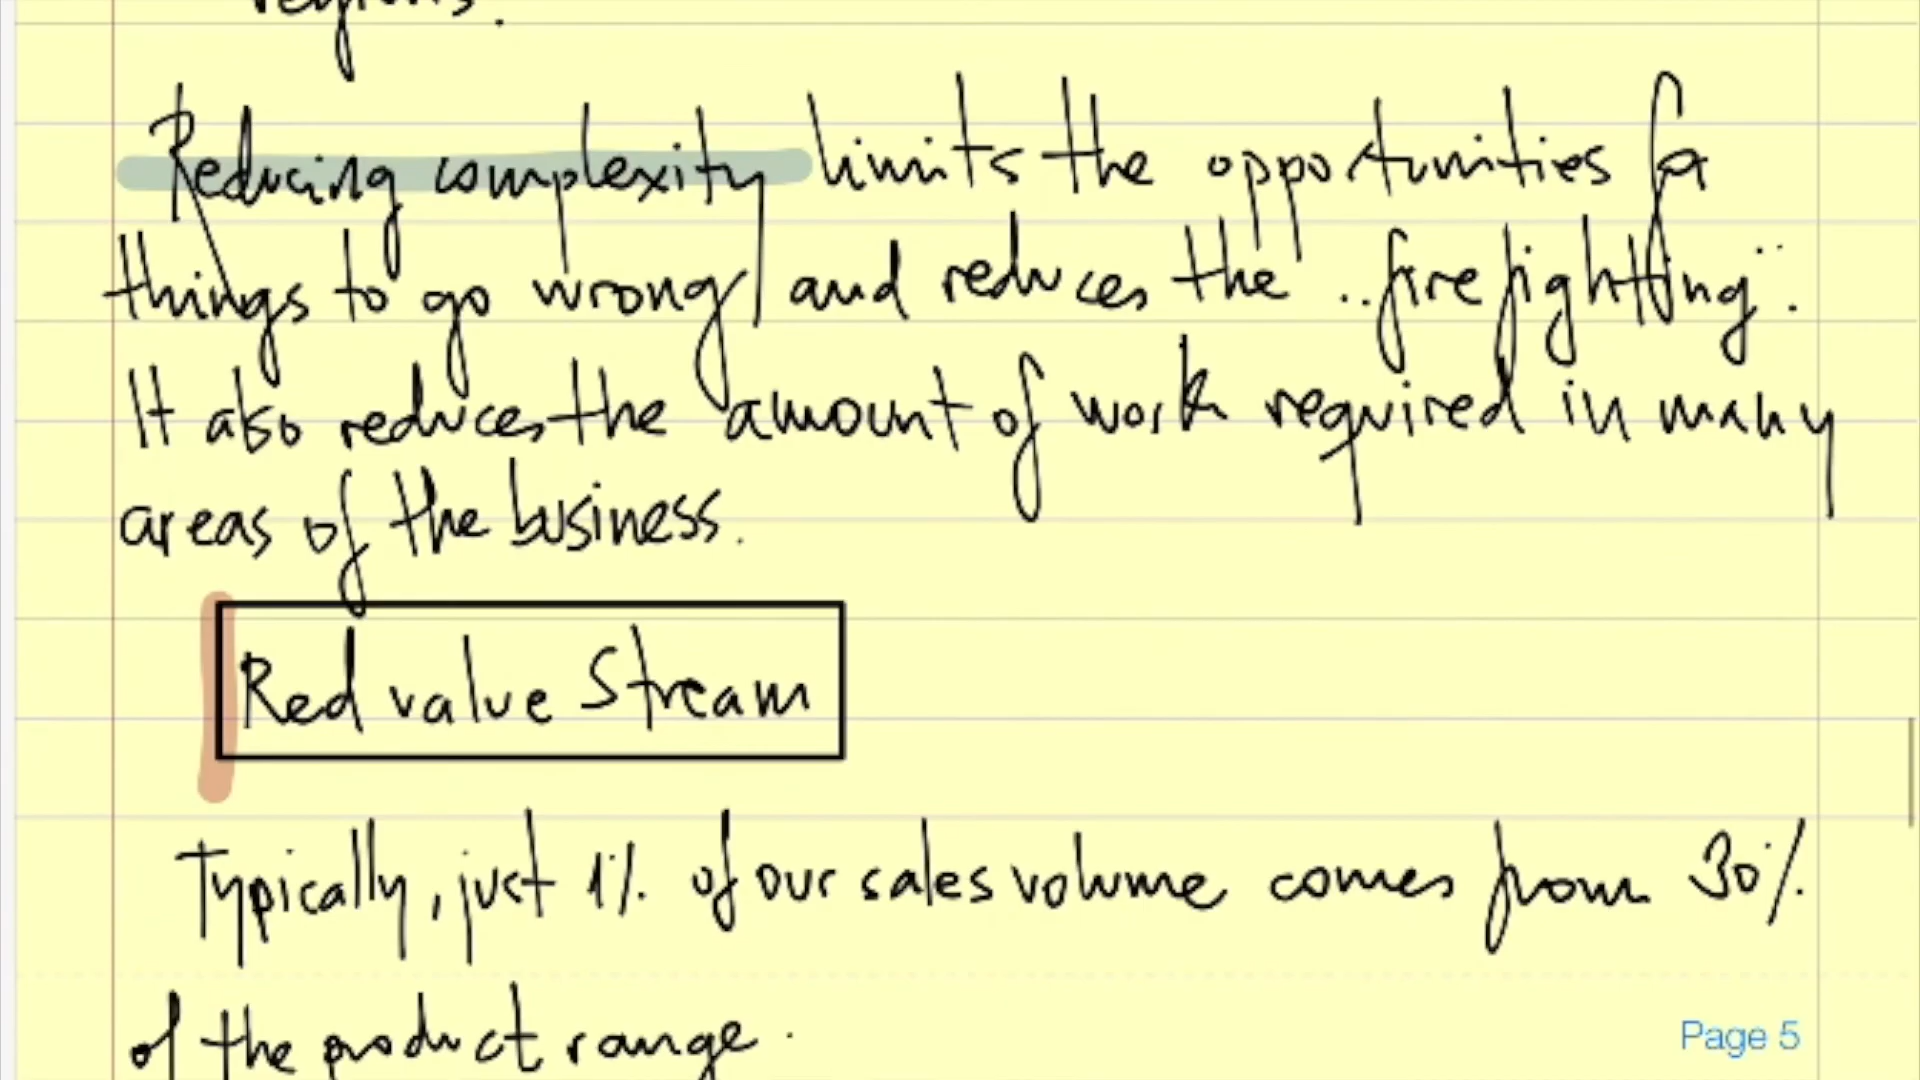 regions.
Reducing complexity limits the opportunities for
things to go wrong and reduces the "firefighting".
It also reduces the amount of work required in many
areas of the business.
Red value Stream
Typically, just 1% of our sales volume comes from 30%
of the product range.
Page 5